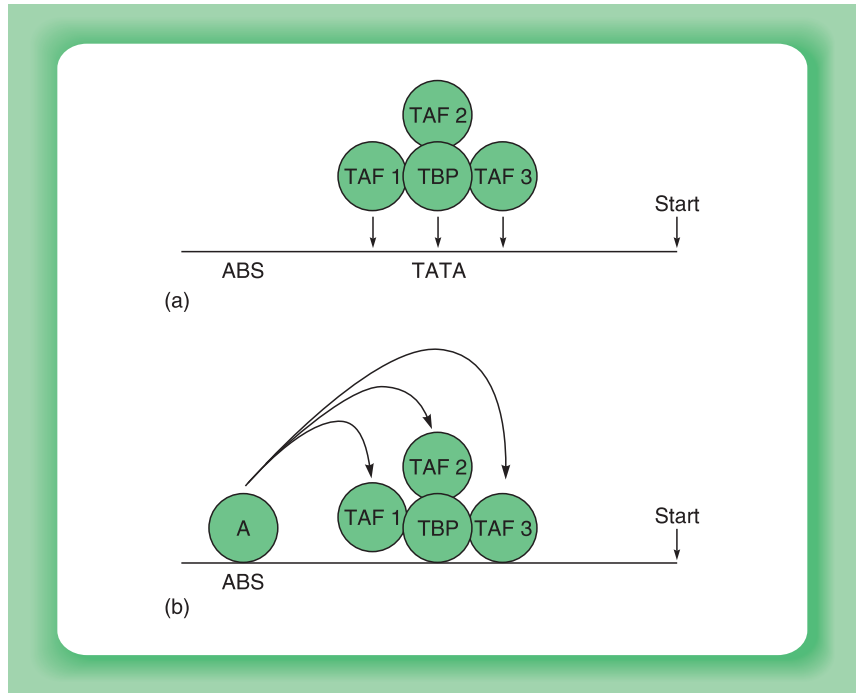 TAF 2
TAF 1 TBP TAF 3
Start
ABS TATA
(a)
TAF 2
A TAF 1 TBP TAF 3
Start
ABS
(b)